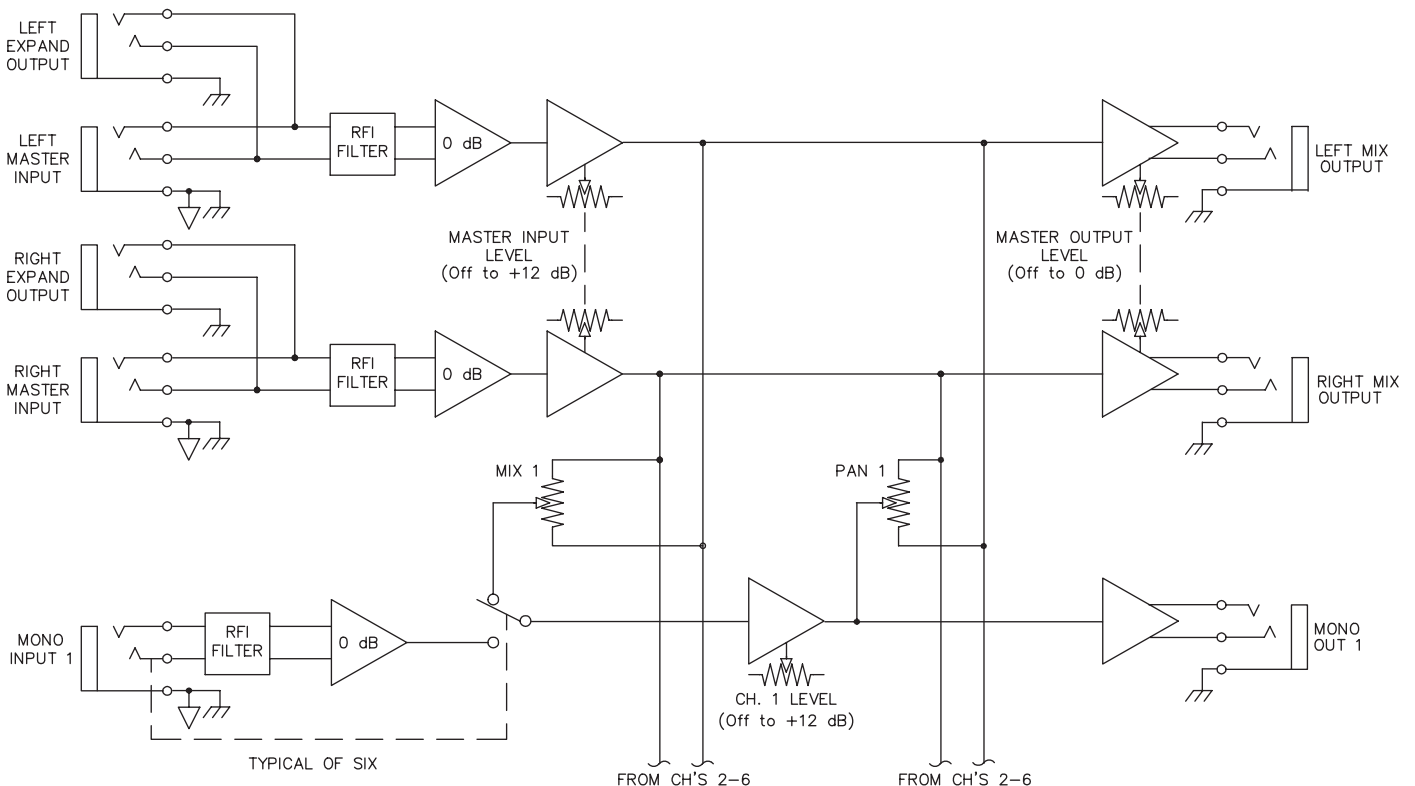 LEFT
EXPAND
OUTPUT
LEFT
MASTER
INPUT
RFI
FILTER
0 dB
LEFT MIX
OUTPUT
MASTER INPUT
LEVEL
(Off to +12 dB)
MASTER OUTPUT
LEVEL
(Off to 0 dB)
RIGHT
EXPAND
OUTPUT
RIGHT
MASTER
INPUT
RFI
FILTER
0 dB
RIGHT MIX
OUTPUT
MIX 1
PAN 1
MONO
INPUT 1
RFI
FILTER
0 dB
MONO
OUT 1
CH. 1 LEVEL
(Off to +12 dB)
TYPICAL OF SIX
FROM CH'S 2-6
FROM CH'S 2-6